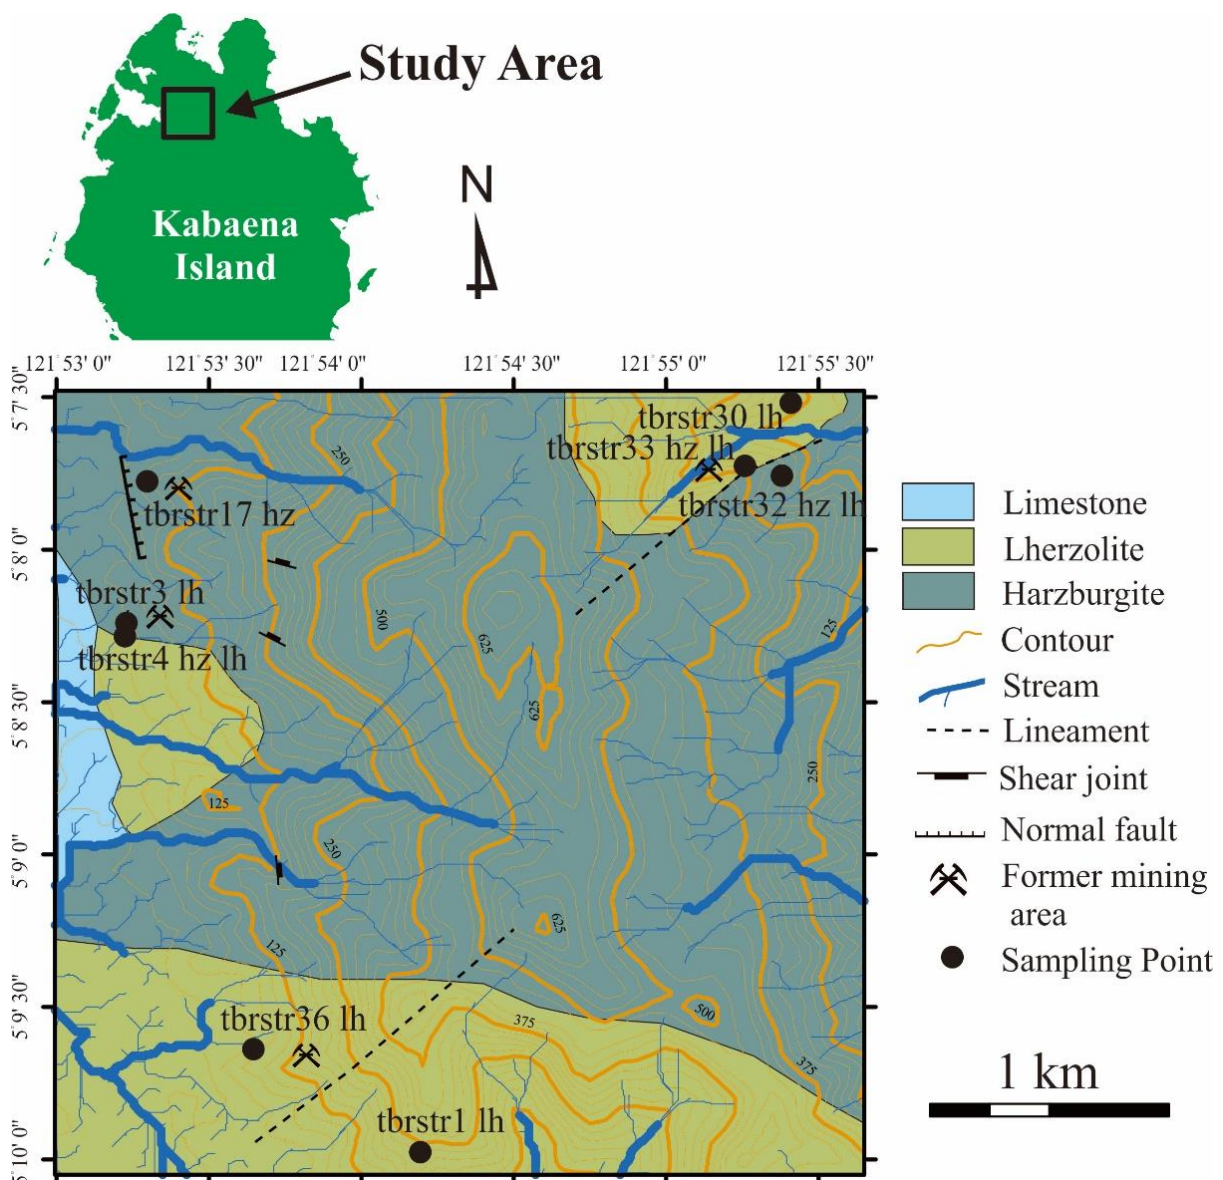 Study Area
N
Kabaena
Island
121°53' 0" 121°53' 30" 121°54' 0" 121°54' 30" 121°55' 0" 121°55' 30"
5°7' 30"
5°8' 0"
5°8' 30"
5°9' 0"
5°9' 30"
5°10' 0"
tbrstr30 lh
tbrstr33 hz lh
tbrstr32 hz lh
250
tbrstr17 hz
tbrstr3 lh
tbrstr4 hz lh
500
625
125
625
250
125
250
625
125
500
375
375
tbrstr36 lh
tbrstr1 lh
Limestone
Lherzolite
Harzburgite
Contour
Stream
Lineament
Shear joint
Normal fault
Former mining
area
Sampling Point
1 km